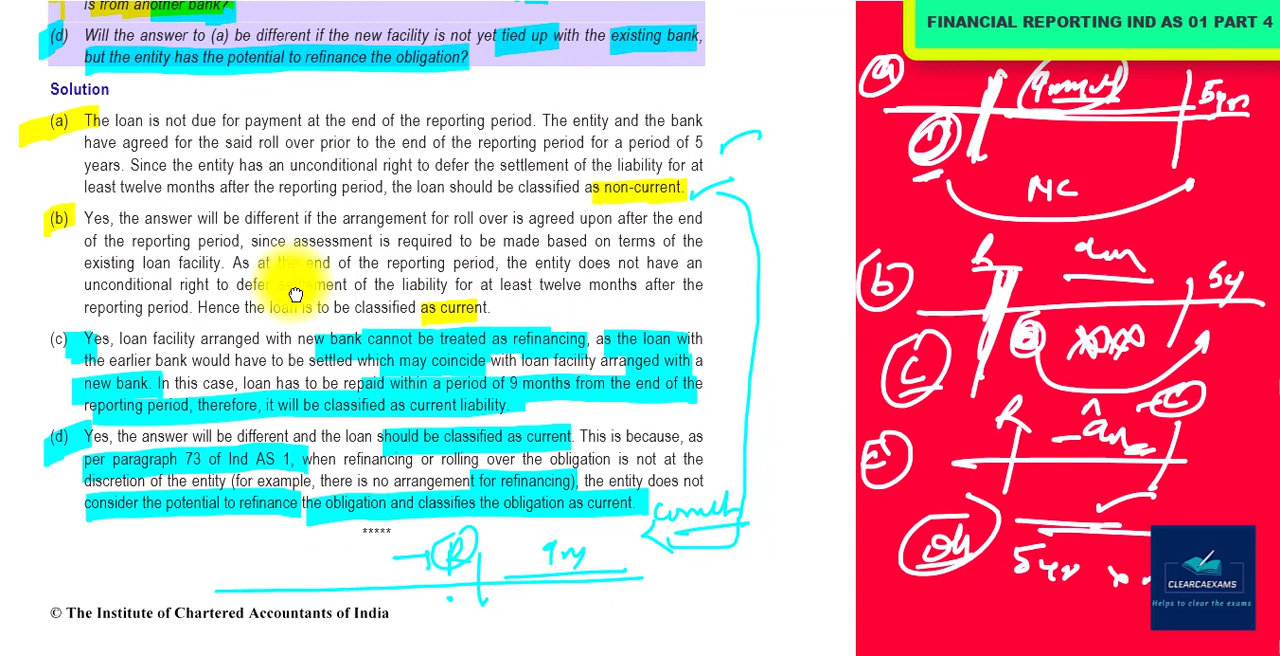 is from another bank?
(d) Will the answer to (a) be different if the new facility is not yet tied up with the existing bank,
but the entity has the potential to refinance the obligation?
Solution
(a) The loan is not due for payment at the end of the reporting period. The entity and the bank
have agreed for the said roll over prior to the end of the reporting period for a period of 5
years. Since the entity has an unconditional right to defer the settlement of the liability for at
least twelve months after the reporting period, the loan should be classified as non-current.
(b) Yes, the answer will be different if the arrangement for roll over is agreed upon after the end
of the reporting period, since assessment is required to be made based on terms of the
existing loan facility. As at the end of the reporting period, the entity does not have an
unconditional right to defer settlement of the liability for at least twelve months after the
reporting period. Hence the loan is to be classified as current.
(c) Yes, loan facility arranged with new bank cannot be treated as refinancing, as the loan with
the earlier bank would have to be settled which may coincide with loan facility arranged with a
new bank. In this case, loan has to be repaid within a period of 9 months from the end of the
reporting period, therefore, it will be classified as current liability.
(d) Yes, the answer will be different and the loan should be classified as current. This is because, as
per paragraph 73 of Ind AS 1, when refinancing or rolling over the obligation is not at the
discretion of the entity (for example, there is no arrangement for refinancing), the entity does not
consider the potential to refinance the obligation and classifies the obligation as current.
*****
R 9m
© The Institute of Chartered Accountants of India
FINANCIAL REPORTING IND AS 01 PART 4
a
5yrs
NC
b
5y
C
R
5yr
CLEARCAEXAMS
Helps to clear the exams